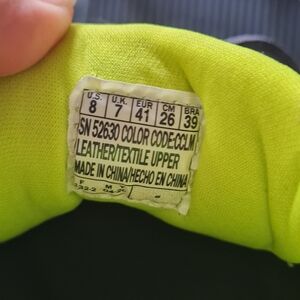 U.S. U.K. EUR CM BRA
8 7 41 26 39
SN 52630 COLOR CODE:CCLM
LEATHER/TEXTILE UPPER
MADE IN CHINA/HECHO EN CHINA
F M Y